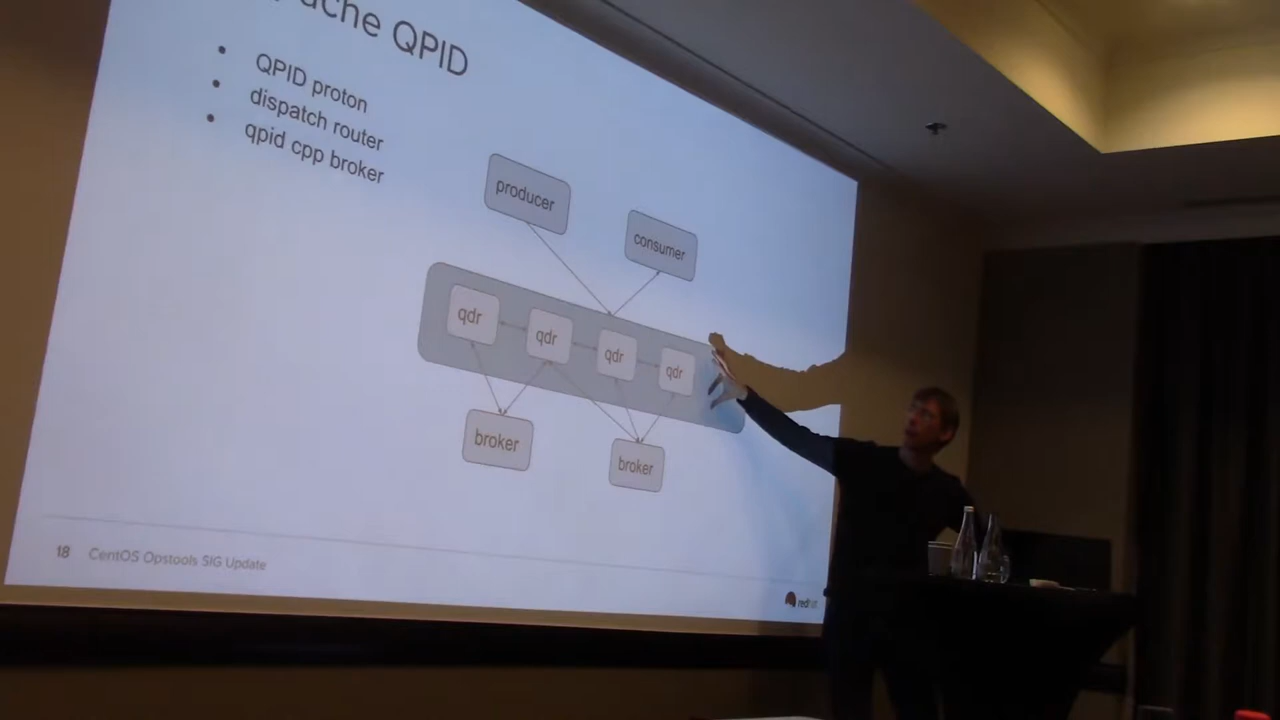 QPID
QPID proton
dispatch router
qpid cpp broker
producer
consumer
qdr
qdr
qdr
qdr
broker
broker
18 CentOS Opstools SIG Update
redhat